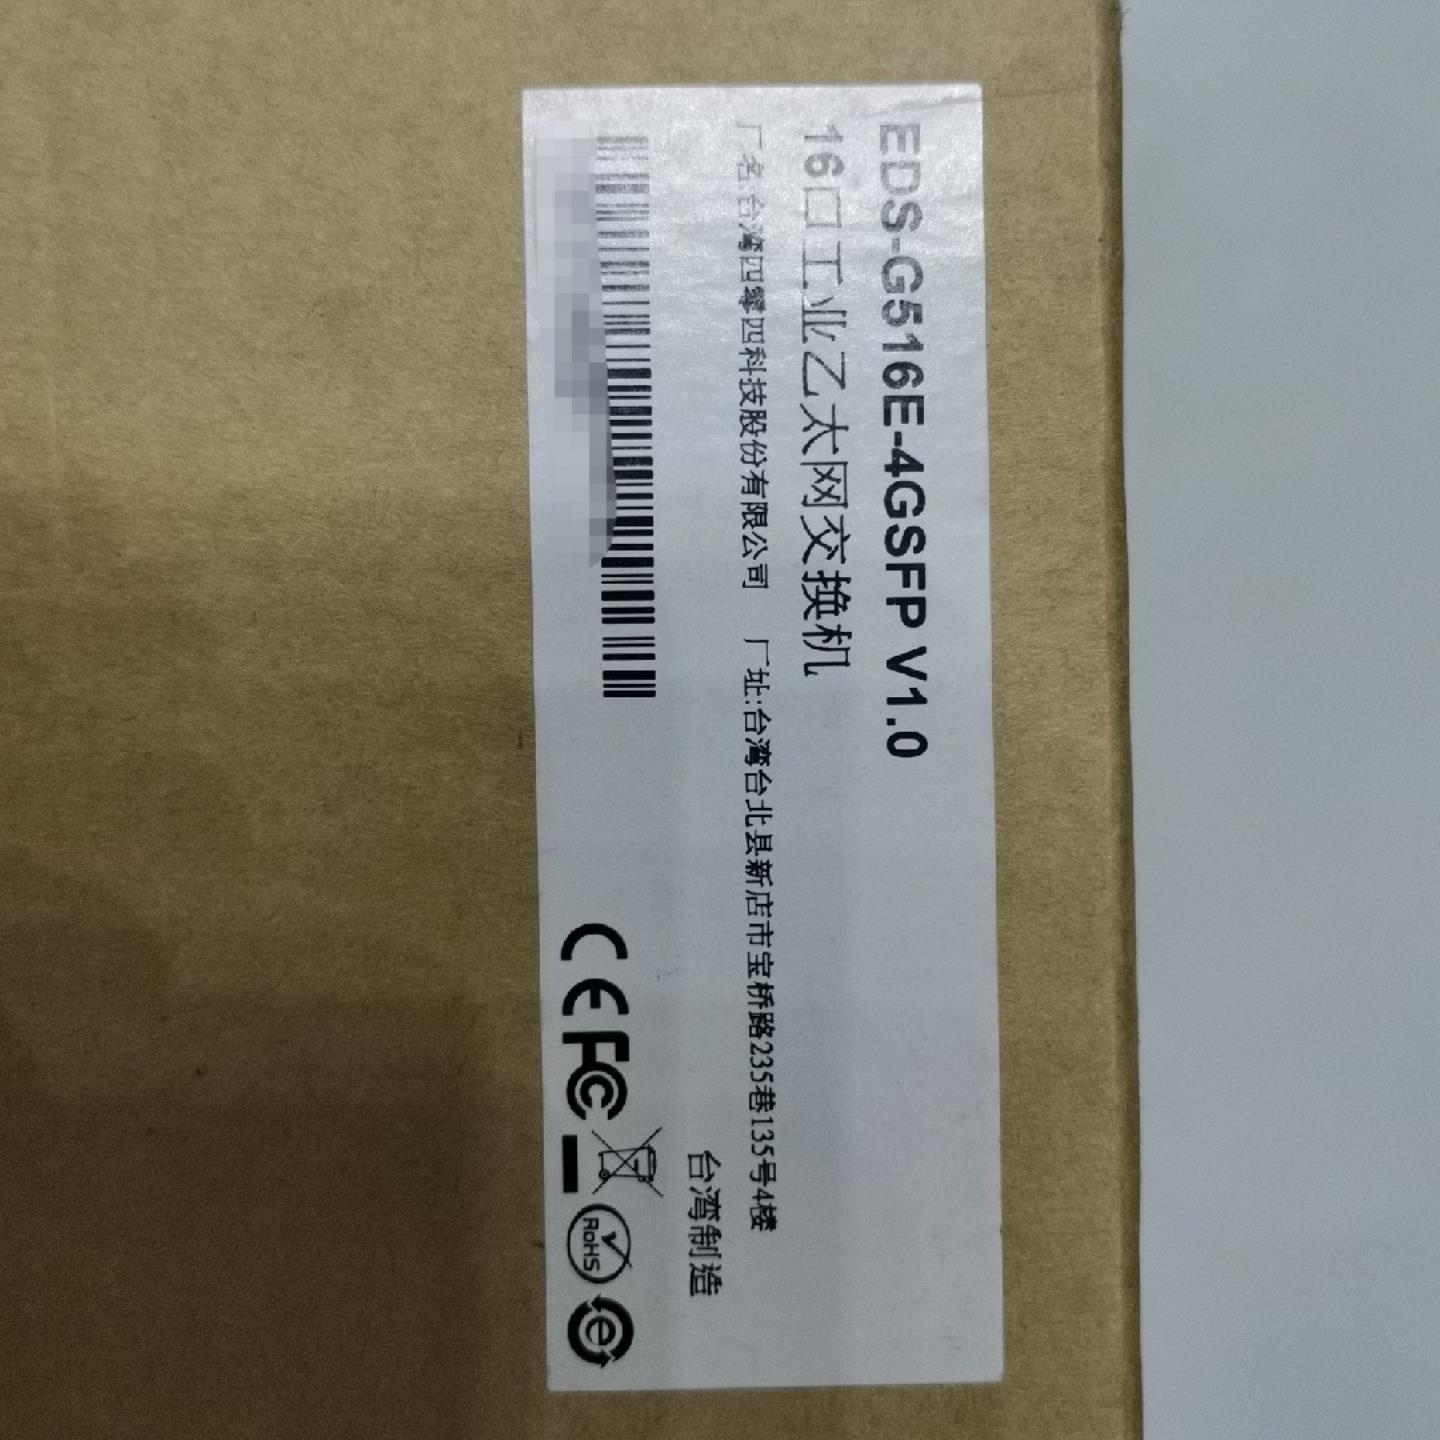 EDS-G516E-4GSFP V1.0
16口工业乙太网交换机
厂名:台湾四零四科技股份有限公司 厂址:台湾台北县新店市宝桥路235巷135号4楼
台湾制造
CE FC RoHS e